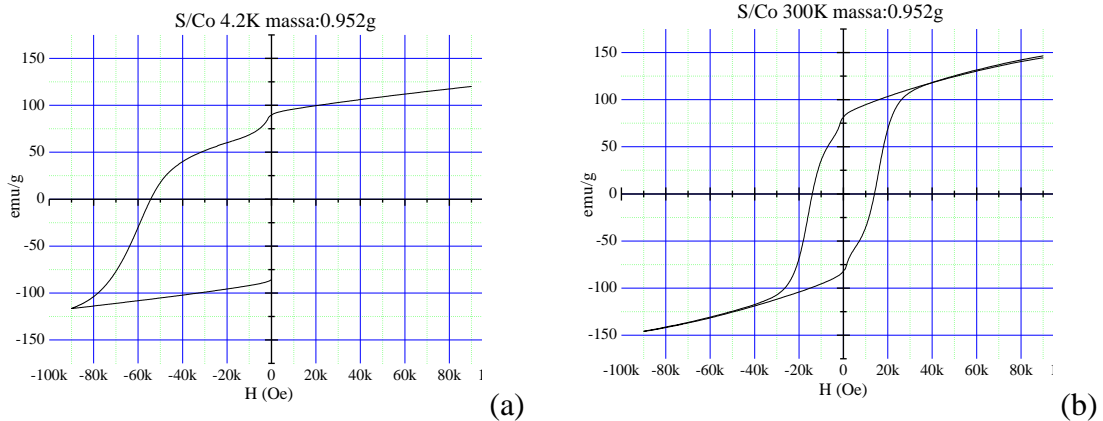 S/Co 4.2K massa:0.952g
150
100
50
0
-50
-100
-150
emu/g
-100k -80k -60k -40k -20k 0 20k 40k 60k 80k
H (Oe)
(a)
S/Co 300K massa:0.952g
150
100
50
0
-50
-100
-150
emu/g
-100k -80k -60k -40k -20k 0 20k 40k 60k 80k
H (Oe)
(b)